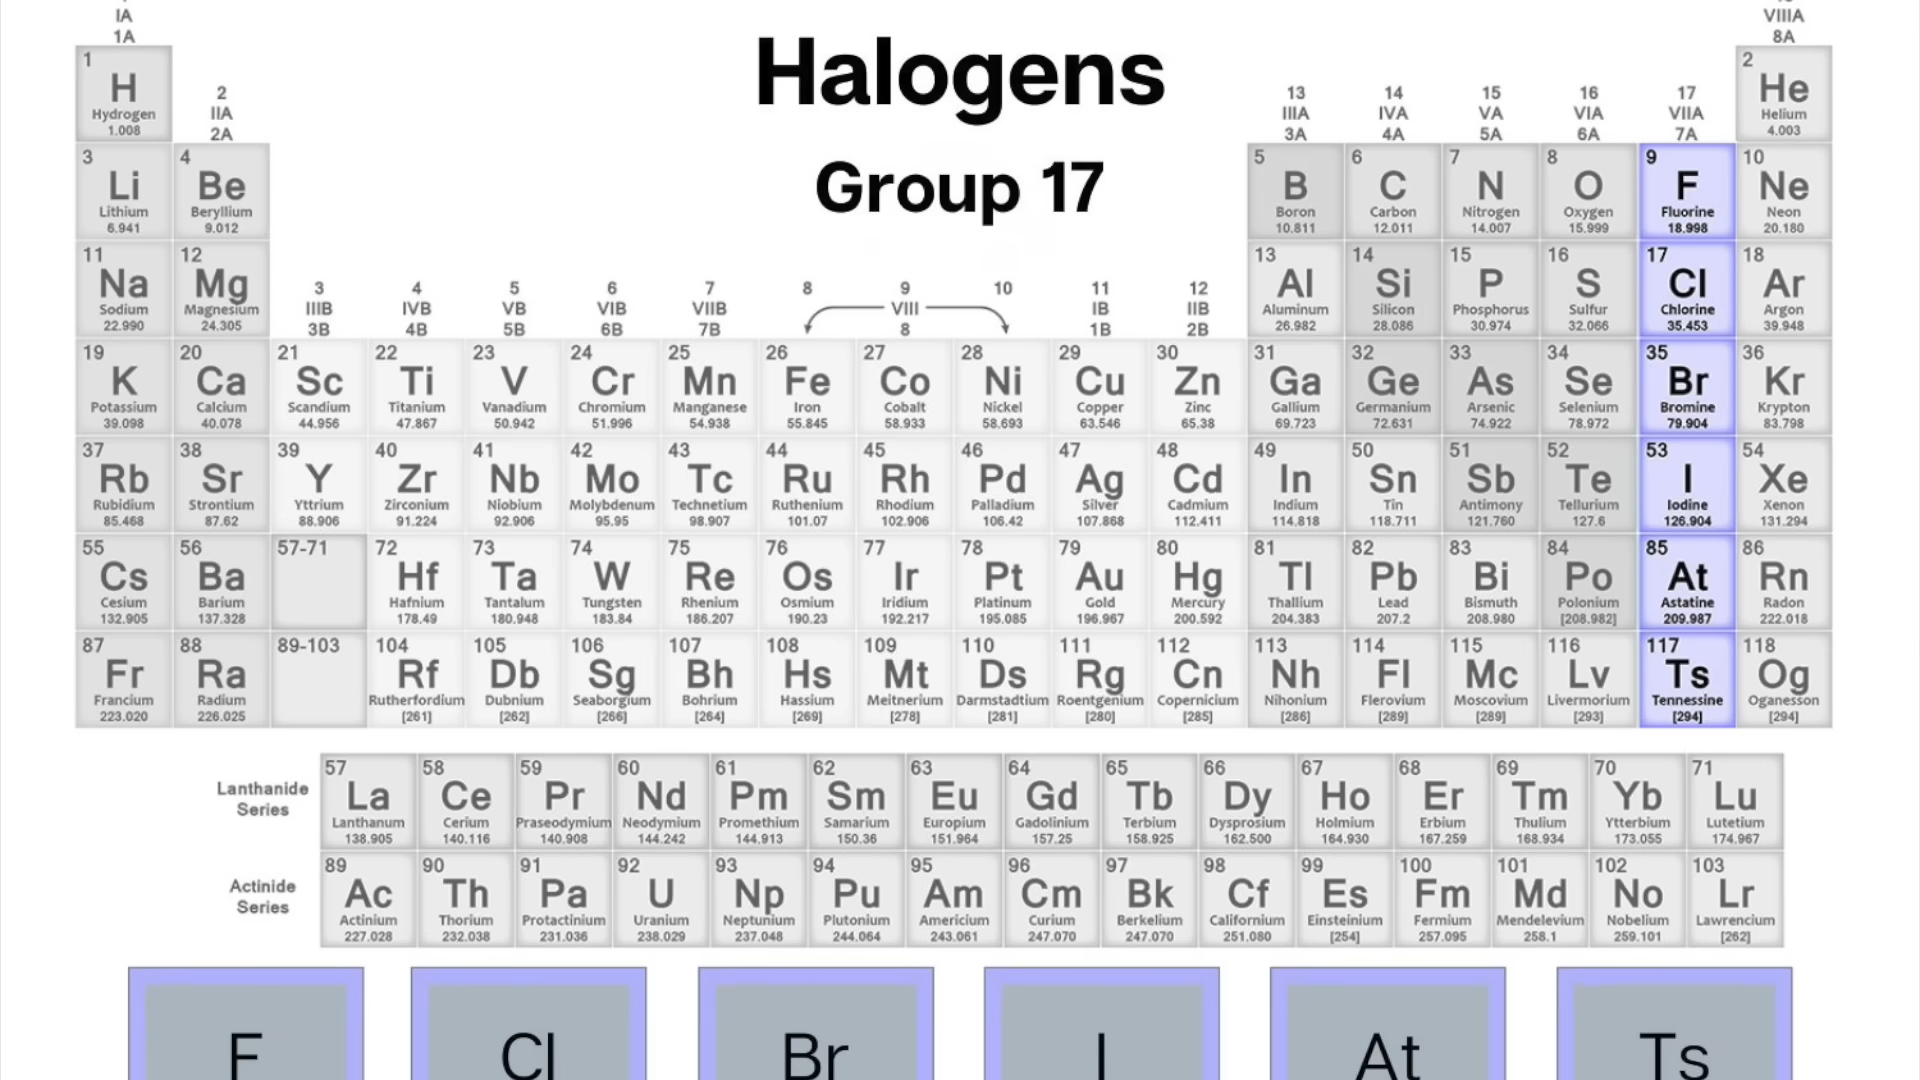 IA
1A
VIIIA
8A
Halogens
Group 17
2
IIA
2A
13
IIIA
3A
14
IVA
4A
15
VA
5A
16
VIA
6A
17
VIIA
7A
3
IIIB
3B
4
IVB
4B
5
VB
5B
6
VIB
6B
7
VIIB
7B
8
9
VIII
8
10
11
IB
1B
12
IIB
2B
1
H
Hydrogen
1.008
2
He
Helium
4.003
3
Li
Lithium
6.941
4
Be
Beryllium
9.012
5
B
Boron
10.811
6
C
Carbon
12.011
7
N
Nitrogen
14.007
8
O
Oxygen
15.999
9
F
Fluorine
18.998
10
Ne
Neon
20.180
11
Na
Sodium
22.990
12
Mg
Magnesium
24.305
13
Al
Aluminum
26.982
14
Si
Silicon
28.086
15
P
Phosphorus
30.974
16
S
Sulfur
32.066
17
Cl
Chlorine
35.453
18
Ar
Argon
39.948
19
K
Potassium
39.098
20
Ca
Calcium
40.078
21
Sc
Scandium
44.956
22
Ti
Titanium
47.867
23
V
Vanadium
50.942
24
Cr
Chromium
51.996
25
Mn
Manganese
54.938
26
Fe
Iron
55.845
27
Co
Cobalt
58.933
28
Ni
Nickel
58.693
29
Cu
Copper
63.546
30
Zn
Zinc
65.38
31
Ga
Gallium
69.723
32
Ge
Germanium
72.631
33
As
Arsenic
74.922
34
Se
Selenium
78.972
35
Br
Bromine
79.904
36
Kr
Krypton
83.798
37
Rb
Rubidium
85.468
38
Sr
Strontium
87.62
39
Y
Yttrium
88.906
40
Zr
Zirconium
91.224
41
Nb
Niobium
92.906
42
Mo
Molybdenum
95.95
43
Tc
Technetium
98.907
44
Ru
Ruthenium
101.07
45
Rh
Rhodium
102.906
46
Pd
Palladium
106.42
47
Ag
Silver
107.868
48
Cd
Cadmium
112.411
49
In
Indium
114.818
50
Sn
Tin
118.711
51
Sb
Antimony
121.760
52
Te
Tellurium
127.6
53
I
Iodine
126.904
54
Xe
Xenon
131.294
55
Cs
Cesium
132.905
56
Ba
Barium
137.328
57-71
72
Hf
Hafnium
178.49
73
Ta
Tantalum
180.948
74
W
Tungsten
183.84
75
Re
Rhenium
186.207
76
Os
Osmium
190.23
77
Ir
Iridium
192.217
78
Pt
Platinum
195.085
79
Au
Gold
196.967
80
Hg
Mercury
200.592
81
Tl
Thallium
204.383
82
Pb
Lead
207.2
83
Bi
Bismuth
208.980
84
Po
Polonium
[208.982]
85
At
Astatine
209.987
86
Rn
Radon
222.018
87
Fr
Francium
223.020
88
Ra
Radium
226.025
89-103
104
Rf
Rutherfordium
[261]
105
Db
Dubnium
[262]
106
Sg
Seaborgium
[266]
107
Bh
Bohrium
[264]
108
Hs
Hassium
[269]
109
Mt
Meitnerium
[278]
110
Ds
Darmstadtium
[281]
111
Rg
Roentgenium
[280]
112
Cn
Copernicium
[285]
113
Nh
Nihonium
[286]
114
Fl
Flerovium
[289]
115
Mc
Moscovium
[289]
116
Lv
Livermorium
[293]
117
Ts
Tennessine
[294]
118
Og
Oganesson
[294]
Lanthanide
Series
57
La
Lanthanum
138.905
58
Ce
Cerium
140.116
59
Pr
Praseodymium
140.908
60
Nd
Neodymium
144.242
61
Pm
Promethium
144.913
62
Sm
Samarium
150.36
63
Eu
Europium
151.964
64
Gd
Gadolinium
157.25
65
Tb
Terbium
158.925
66
Dy
Dysprosium
162.500
67
Ho
Holmium
164.930
68
Er
Erbium
167.259
69
Tm
Thulium
168.934
70
Yb
Ytterbium
173.055
71
Lu
Lutetium
174.967
Actinide
Series
89
Ac
Actinium
227.028
90
Th
Thorium
232.038
91
Pa
Protactinium
231.036
92
U
Uranium
238.029
93
Np
Neptunium
237.048
94
Pu
Plutonium
244.064
95
Am
Americium
243.061
96
Cm
Curium
247.070
97
Bk
Berkelium
247.070
98
Cf
Californium
251.080
99
Es
Einsteinium
[254]
100
Fm
Fermium
257.095
101
Md
Mendelevium
258.1
102
No
Nobelium
259.101
103
Lr
Lawrencium
[262]
F
Cl
Br
I
At
Ts